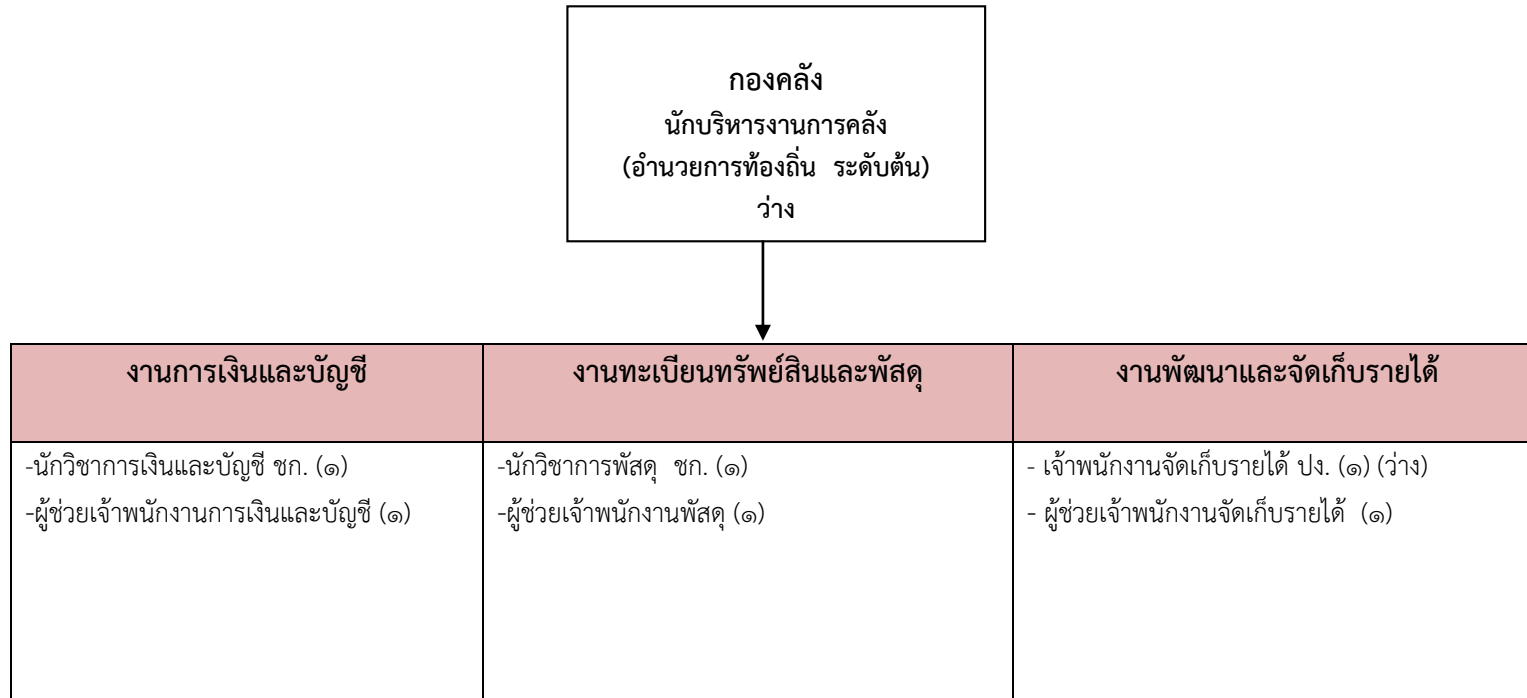 กองคลัง
นักบริหารงานการคลัง
(อำนวยการท้องถิ่น ระดับต้น)
ว่าง
งานการเงินและบัญชี
งานทะเบียนทรัพย์สินและพัสดุ
งานพัฒนาและจัดเก็บรายได้
-นักวิชาการเงินและบัญชี ชก. (๑)
-ผู้ช่วยเจ้าพนักงานการเงินและบัญชี (๑)
-นักวิชาการพัสดุ ชก. (๑)
-ผู้ช่วยเจ้าพนักงานพัสดุ (๑)
- เจ้าพนักงานจัดเก็บรายได้ ปง. (๑) (ว่าง)
- ผู้ช่วยเจ้าพนักงานจัดเก็บรายได้ (๑)